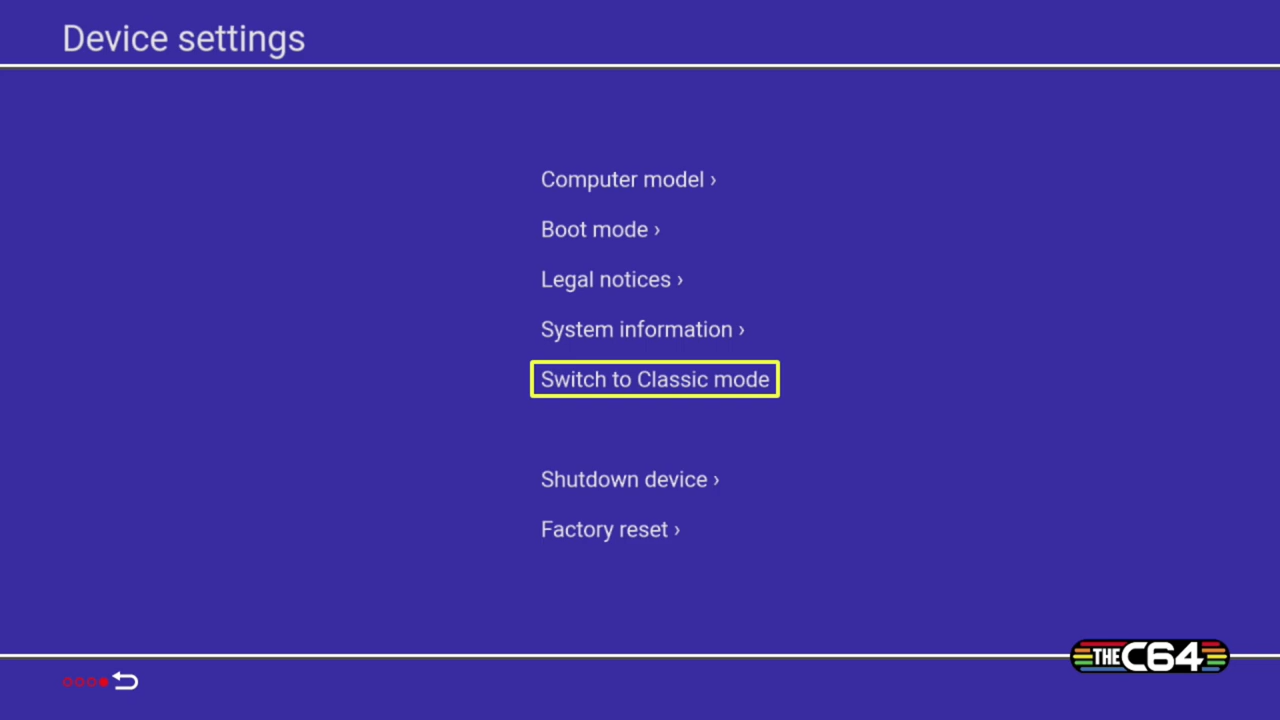 Device settings
Computer model ›
Boot mode ›
Legal notices ›
System information ›
Switch to Classic mode
Shutdown device ›
Factory reset ›
THEC64